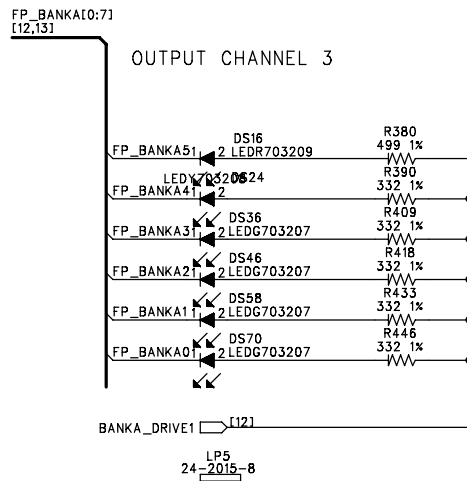 FP_BANKA[0:7]
[12,13]
OUTPUT CHANNEL 3
R380
DS16
499 1%
FP_BANKA5 1 2 LEDR703209
R390
LEDY703208 DS24
332 1%
FP_BANKA4 1 2
R409
DS36
332 1%
FP_BANKA3 1 2 LEDG703207
R418
DS46
332 1%
FP_BANKA2 1 2 LEDG703207
R433
DS58
332 1%
FP_BANKA1 1 2 LEDG703207
R446
DS70
332 1%
FP_BANKA0 1 2 LEDG703207
BANKA_DRIVE1 [12]
LP5
24-2015-8